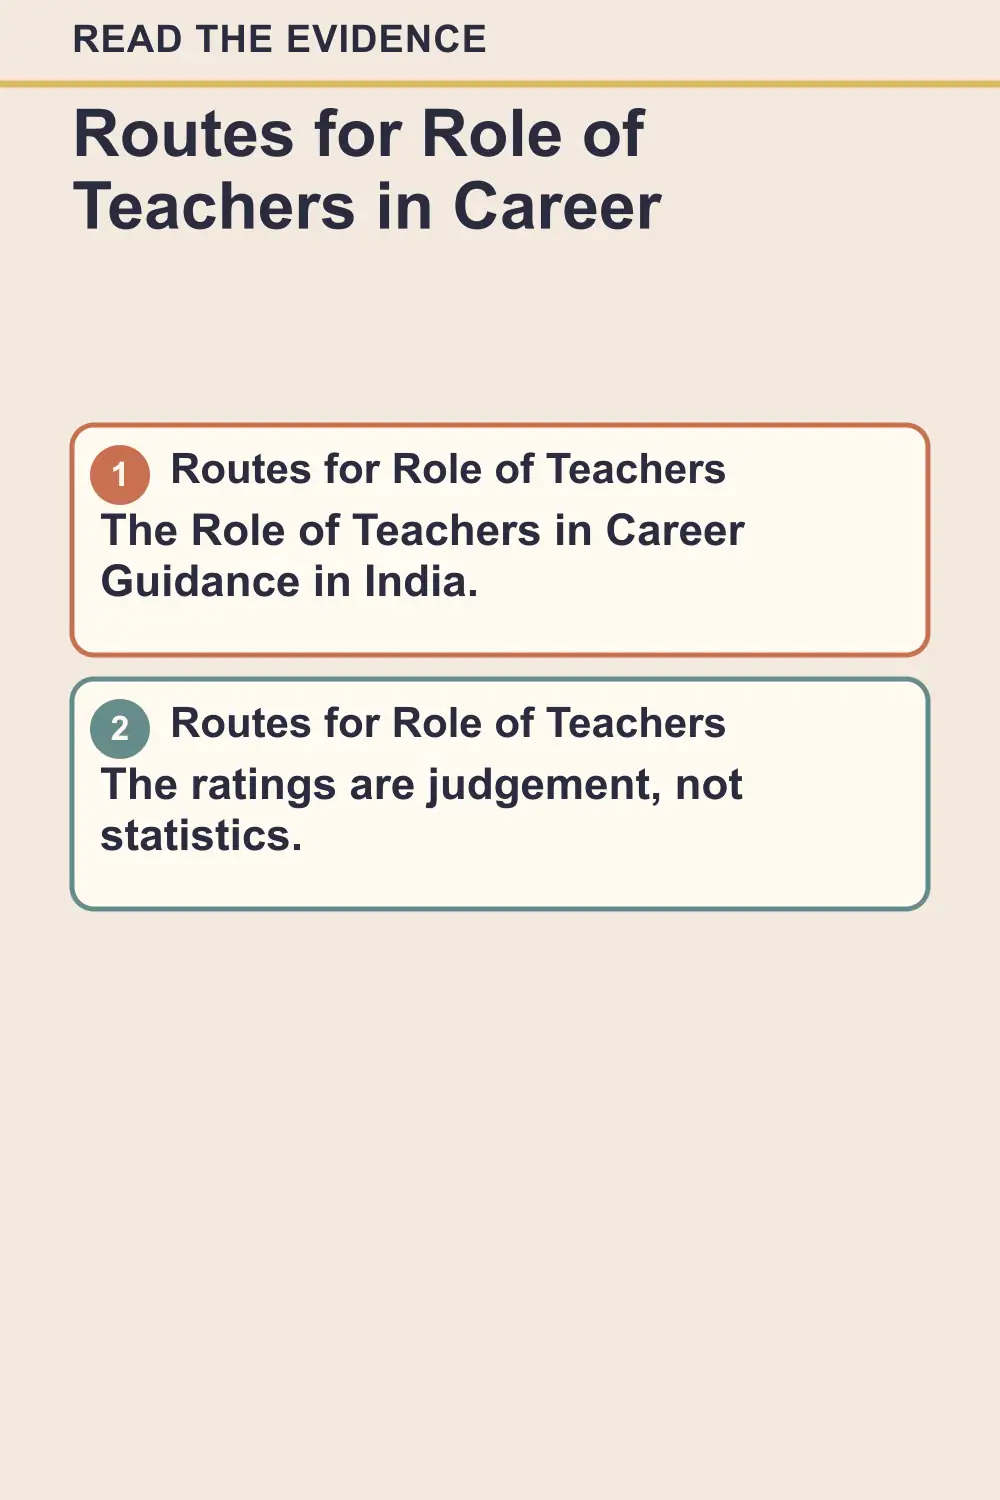 READ THE EVIDENCE
Routes for Role of
Teachers in Career
1 Routes for Role of Teachers
The Role of Teachers in Career
Guidance in India.
2 Routes for Role of Teachers
The ratings are judgement, not
statistics.